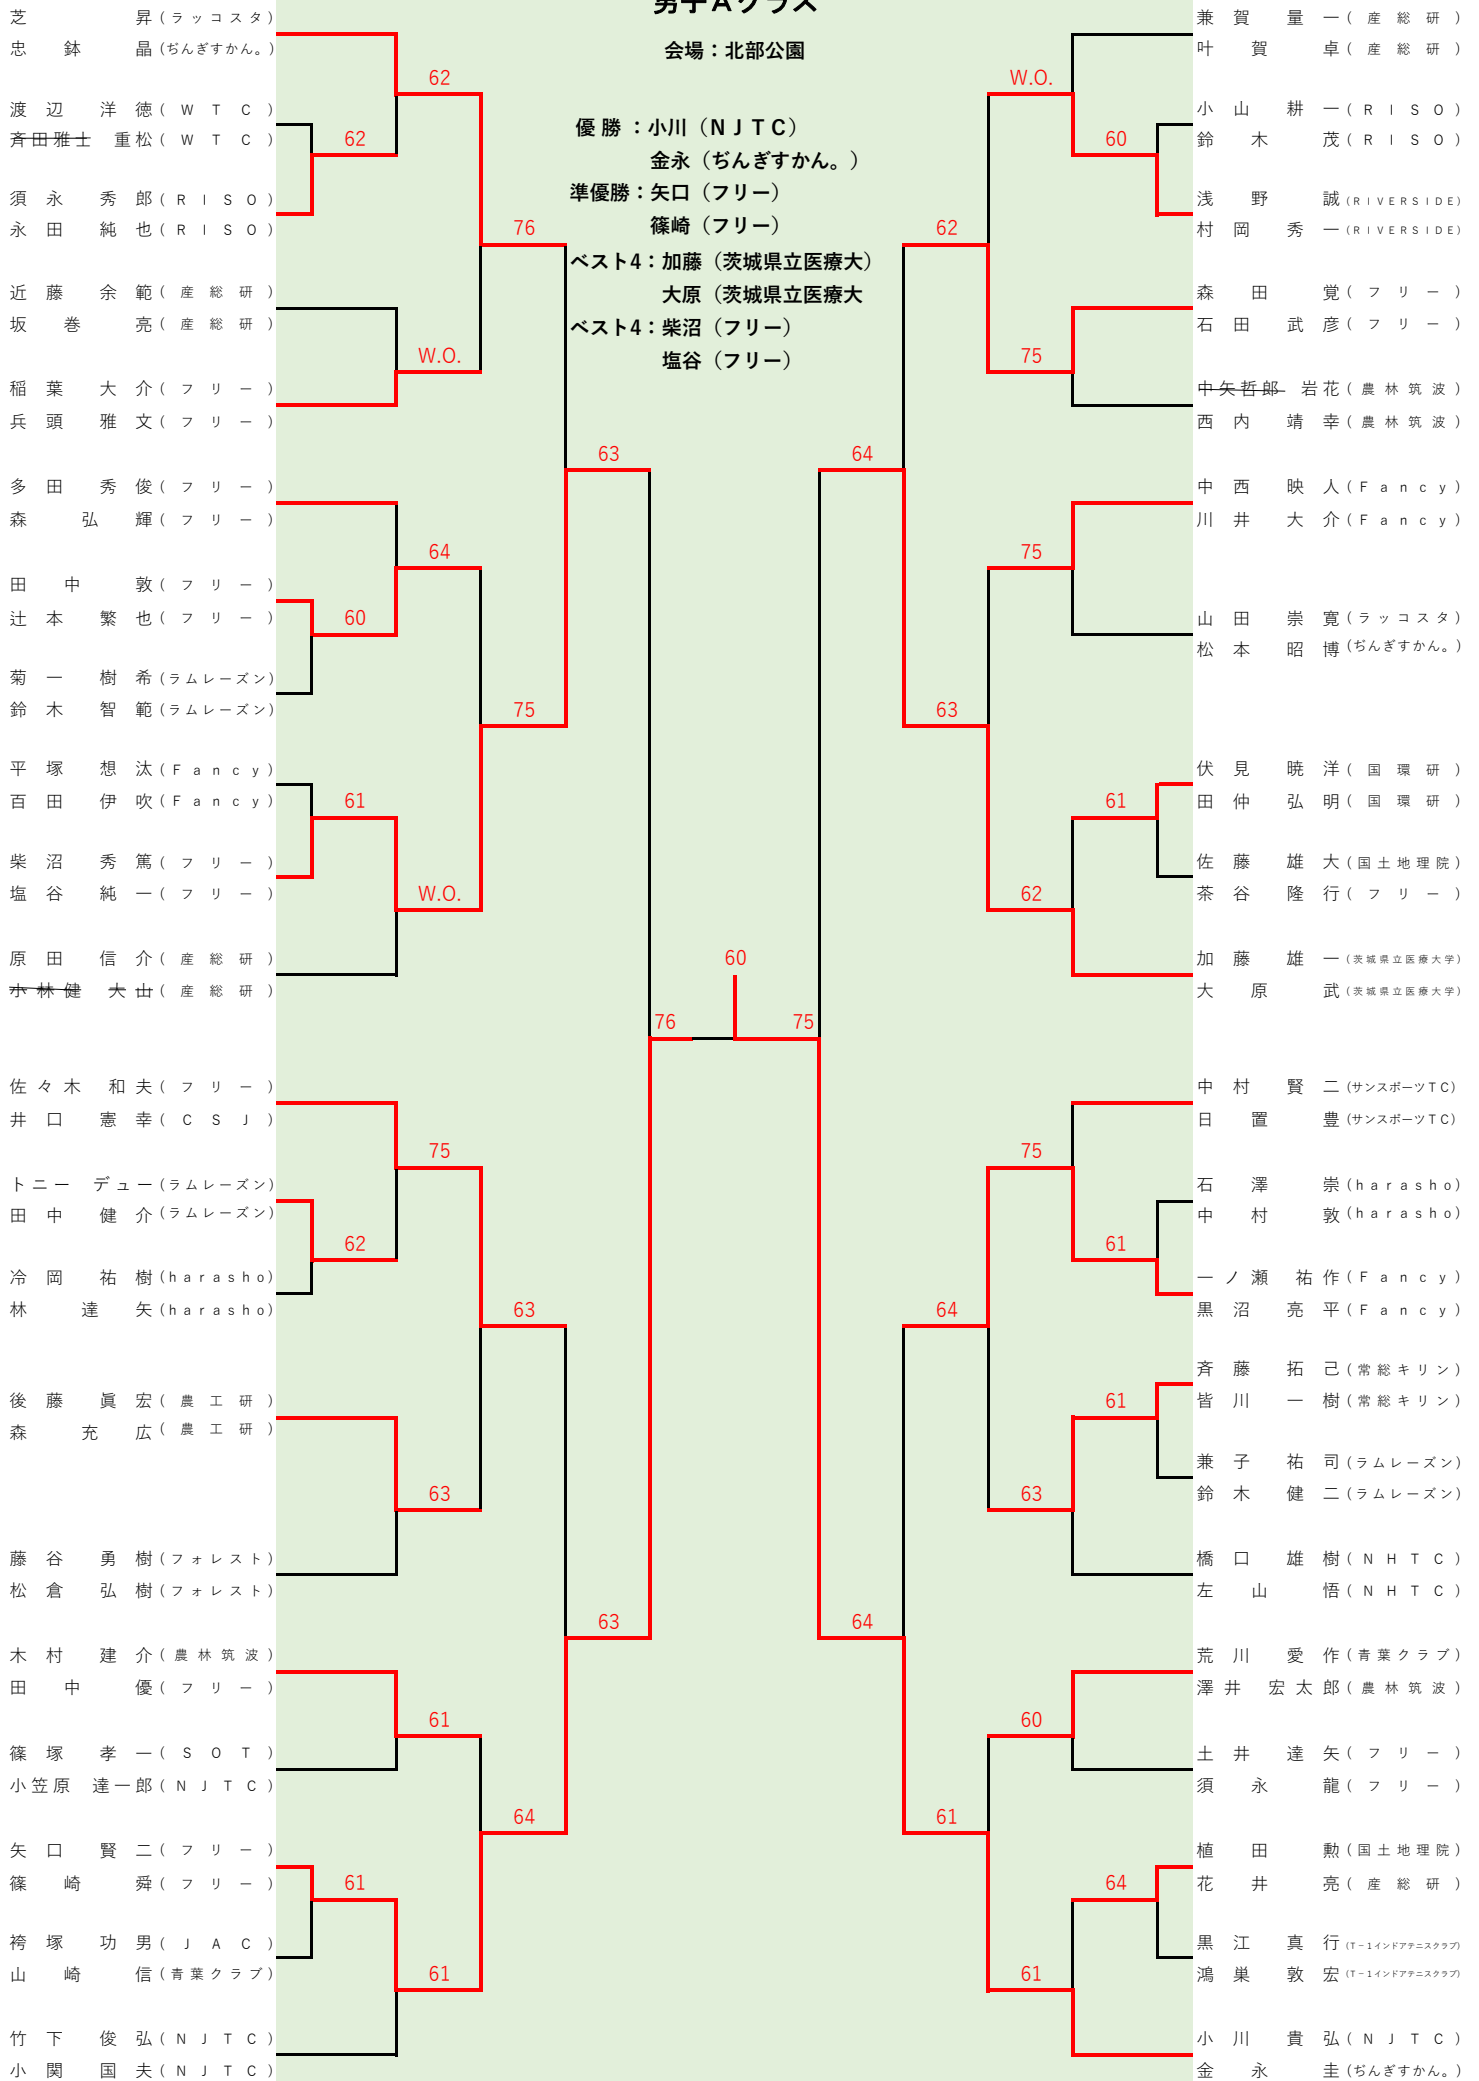 男子Aクラス
会場：北部公園
優 勝 ：小川（ＮＪＴＣ）
金永（ぢんぎすかん。）
準優勝：矢口（フリー）
篠崎（フリー）
ベスト4：加藤（茨城県立医療大）
大原（茨城県立医療大
ベスト4：柴沼（フリー）
塩谷（フリー）
芝 昇(ラッコスタ)
忠鉢 晶(ぢんぎすかん。)
渡辺 洋徳(WTC)
斉田雅士 重松(WTC)
須永 秀郎(RISO)
永田 純也(RISO)
近藤 余範(産総研)
坂巻 亮(産総研)
稲葉 大介(フリー)
兵頭 雅文(フリー)
多田 秀俊(フリー)
森 弘輝(フリー)
田中 敦(フリー)
辻本 繁也(フリー)
菊一 樹希(ラムレーズン)
鈴木 智範(ラムレーズン)
平塚 想汰(Fancy)
百田 伊吹(Fancy)
柴沼 秀篤(フリー)
塩谷 純一(フリー)
原田 信介(産総研)
小林健 大山(産総研)
佐々木 和夫(フリー)
井口 憲幸(CSJ)
トニー デュー(ラムレーズン)
田中 健介(ラムレーズン)
冷岡 祐樹(harasho)
林 達矢(harasho)
後藤 眞宏(農工研)
森 充広(農工研)
藤谷 勇樹(フォレスト)
松倉 弘樹(フォレスト)
木村 建介(農林筑波)
田中 優(フリー)
篠塚 孝一(SOT)
小笠原 達一郎(NJTC)
矢口 賢二(フリー)
篠崎 舜(フリー)
袴塚 功男(JAC)
山崎 信(青葉クラブ)
竹下 俊弘(NJTC)
小関 国夫(NJTC)
62
62
76
W.O.
63
64
60
75
61
W.O.
76
60
75
75
62
63
63
63
61
64
61
61
W.O.
60
62
75
64
75
63
61
62
75
61
64
61
63
64
60
61
64
61
兼賀 量一(産総研)
叶賀 卓(産総研)
小山 耕一(RISO)
鈴木 茂(RISO)
浅野 誠(RIVERSIDE)
村岡 秀一(RIVERSIDE)
森田 覚(フリー)
石田 武彦(フリー)
中矢哲郎 岩花(農林筑波)
西内 靖幸(農林筑波)
中西 映人(Fancy)
川井 大介(Fancy)
山田 崇寛(ラッコスタ)
松本 昭博(ぢんぎすかん。)
伏見 暁洋(国環研)
田仲 弘明(国環研)
佐藤 雄大(国土地理院)
茶谷 隆行(フリー)
加藤 雄一(茨城県立医療大学)
大原 武(茨城県立医療大学)
中村 賢二(サンスポーツTC)
日置 豊(サンスポーツTC)
石澤 崇(harasho)
中村 敦(harasho)
一ノ瀬 祐作(Fancy)
黒沼 亮平(Fancy)
斉藤 拓己(常総キリン)
皆川 一樹(常総キリン)
兼子 祐司(ラムレーズン)
鈴木 健二(ラムレーズン)
橋口 雄樹(NHTC)
左山 悟(NHTC)
荒川 愛作(青葉クラブ)
澤井 宏太郎(農林筑波)
土井 達矢(フリー)
須永 龍(フリー)
植田 勲(国土地理院)
花井 亮(産総研)
黒江 真行(T－1インドアテニスクラブ)
鴻巣 敦宏(T－1インドアテニスクラブ)
小川 貴弘(NJTC)
金永 圭(ぢんぎすかん。)